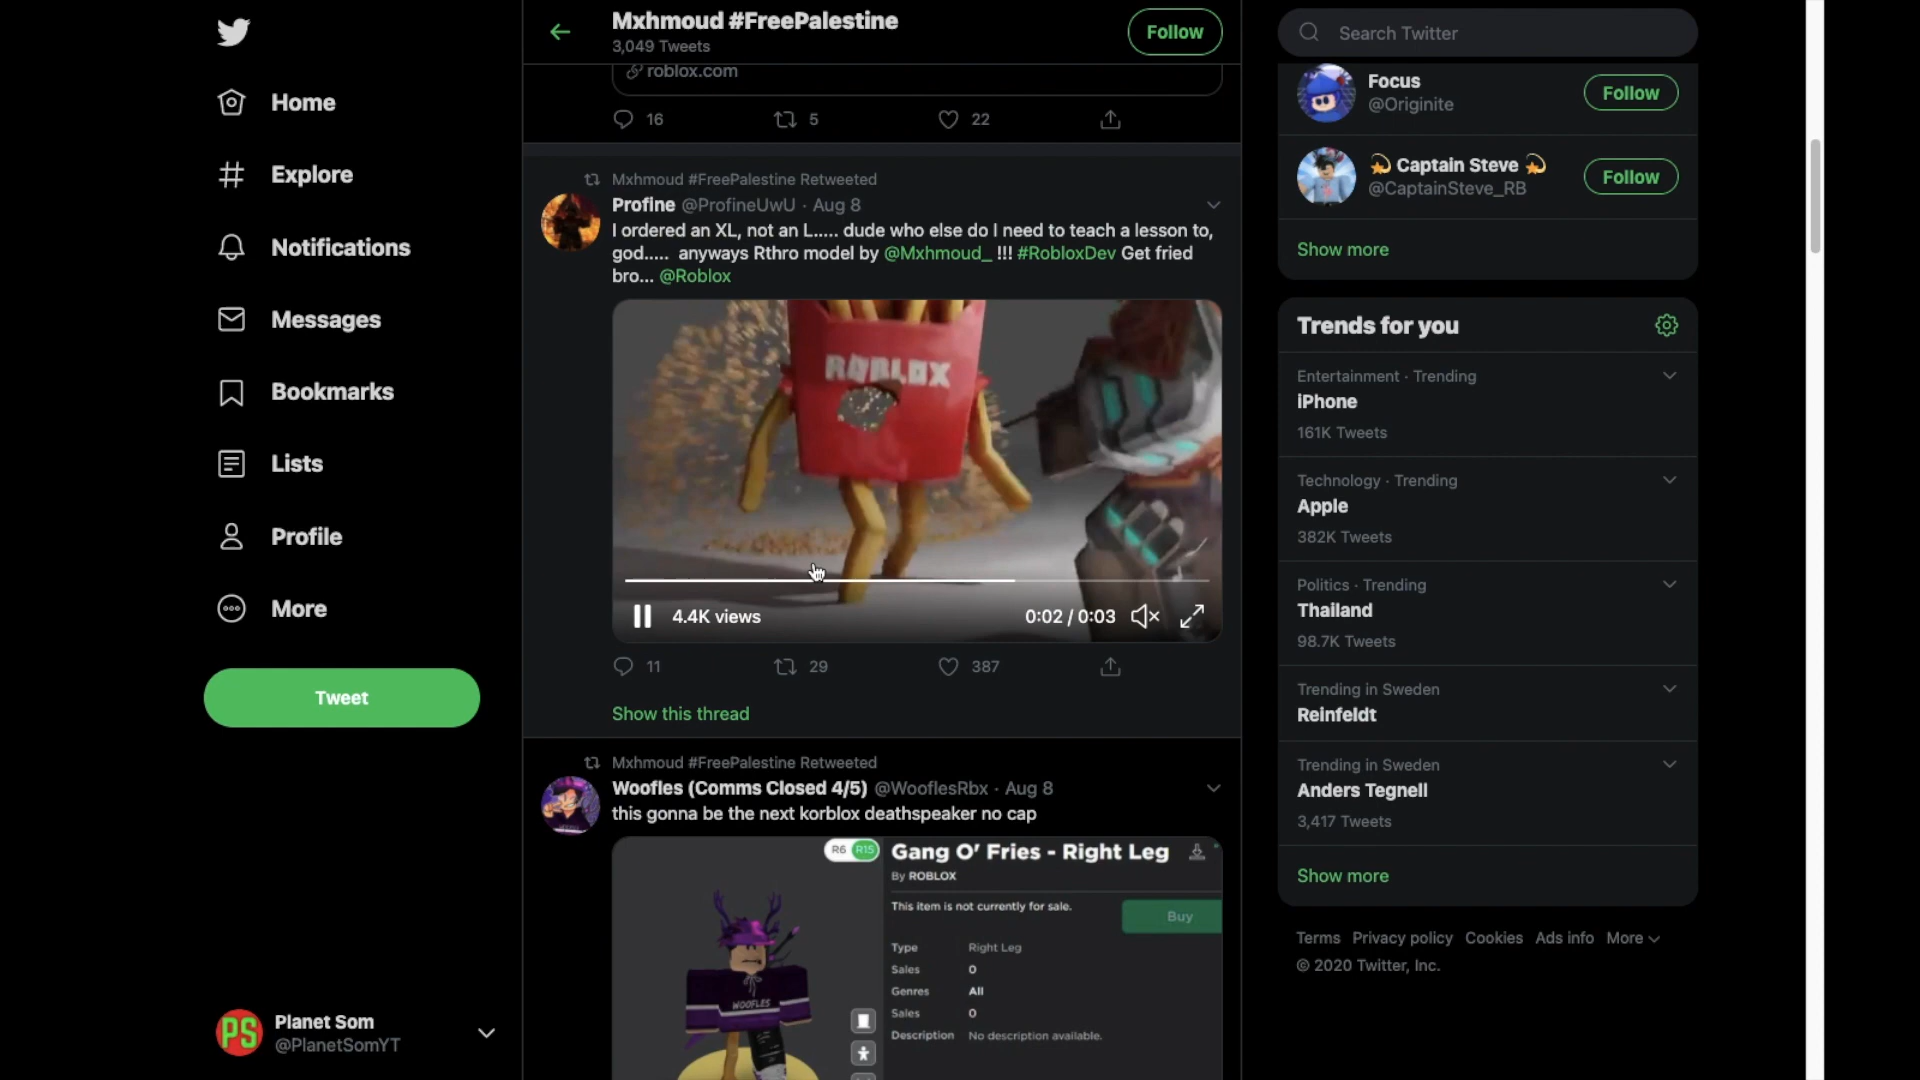 Home
Explore
Notifications
Messages
Bookmarks
Lists
Profile
More
Tweet
PS
Planet Som
@PlanetSomYT
Mxhmoud #FreePalestine
3,049 Tweets
Follow
roblox.com
16 5 22
Mxhmoud #FreePalestine Retweeted
Profine @ProfineUwU · Aug 8
I ordered an XL, not an L..... dude who else do I need to teach a lesson to,
god..... anyways Rthro model by @Mxhmoud_ !!! #RobloxDev Get fried
bro... @Roblox
ROBLOX
4.4K views 0:02 / 0:03
11 29 387
Show this thread
Mxhmoud #FreePalestine Retweeted
Woofles (Comms Closed 4/5) @WooflesRbx · Aug 8
this gonna be the next korblox deathspeaker no cap
R6 R15
WOOFLES
Gang O' Fries - Right Leg
By ROBLOX
This item is not currently for sale.
Buy
Type Right Leg
Sales 0
Genres All
Sales 0
Description No description available.
Search Twitter
Focus
@Originite
Follow
Captain Steve
@CaptainSteve_RB
Follow
Show more
Trends for you
Entertainment · Trending
iPhone
161K Tweets
Technology · Trending
Apple
382K Tweets
Politics · Trending
Thailand
98.7K Tweets
Trending in Sweden
Reinfeldt
Trending in Sweden
Anders Tegnell
3,417 Tweets
Show more
Terms Privacy policy Cookies Ads info More
© 2020 Twitter, Inc.